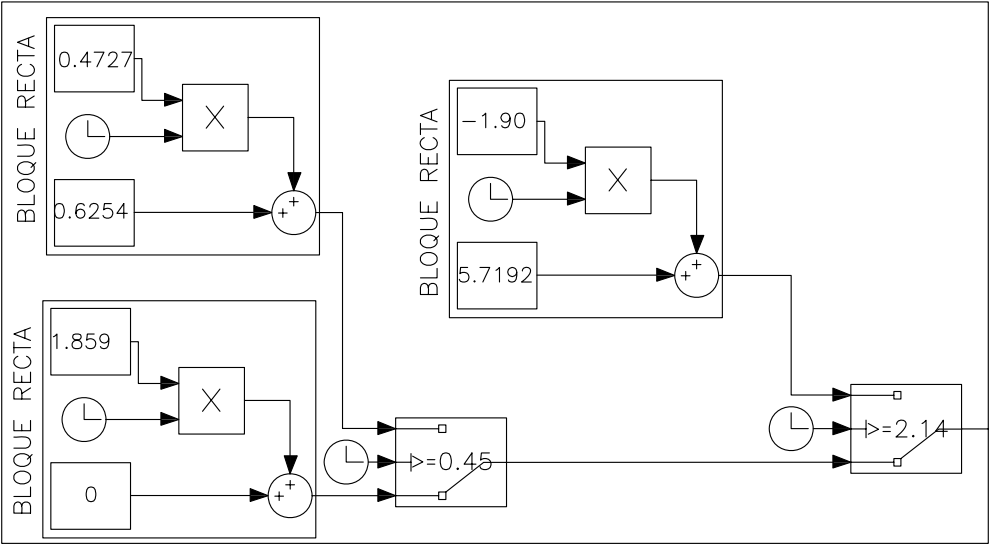 BLOQUE RECTA
0.4727
X
0.6254
+
+
BLOQUE RECTA
-1.90
X
5.7192
+
+
BLOQUE RECTA
1.859
X
0
+
+
>=0.45
>=2.14